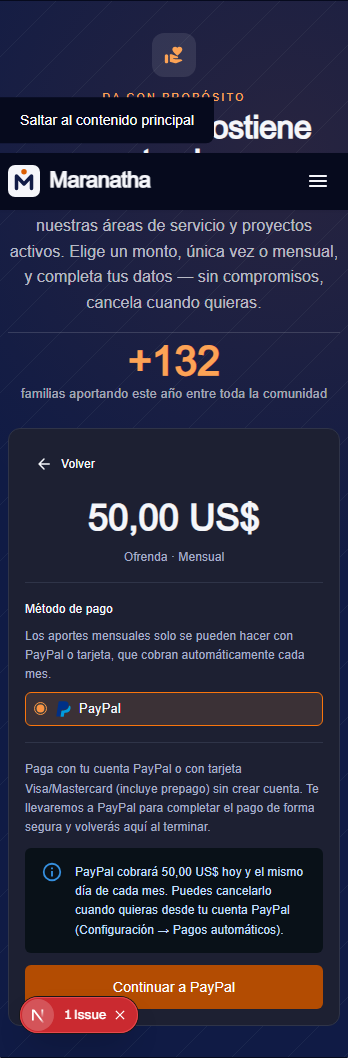 DA CON PROPÓSITO
Saltar al contenido principal
ostiene
Maranatha
nuestras áreas de servicio y proyectos
activos. Elige un monto, única vez o mensual,
y completa tus datos — sin compromisos,
cancela cuando quieras.
+132
familias aportando este año entre toda la comunidad
Volver
50,00 US$
Ofrenda · Mensual
Método de pago
Los aportes mensuales solo se pueden hacer con
PayPal o tarjeta, que cobran automáticamente cada
mes.
PayPal
Paga con tu cuenta PayPal o con tarjeta
Visa/Mastercard (incluye prepago) sin crear cuenta. Te
llevaremos a PayPal para completar el pago de forma
segura y volverás aquí al terminar.
PayPal cobrará 50,00 US$ hoy y el mismo
día de cada mes. Puedes cancelarlo
cuando quieras desde tu cuenta PayPal
(Configuración → Pagos automáticos).
Continuar a PayPal
N 1 Issue